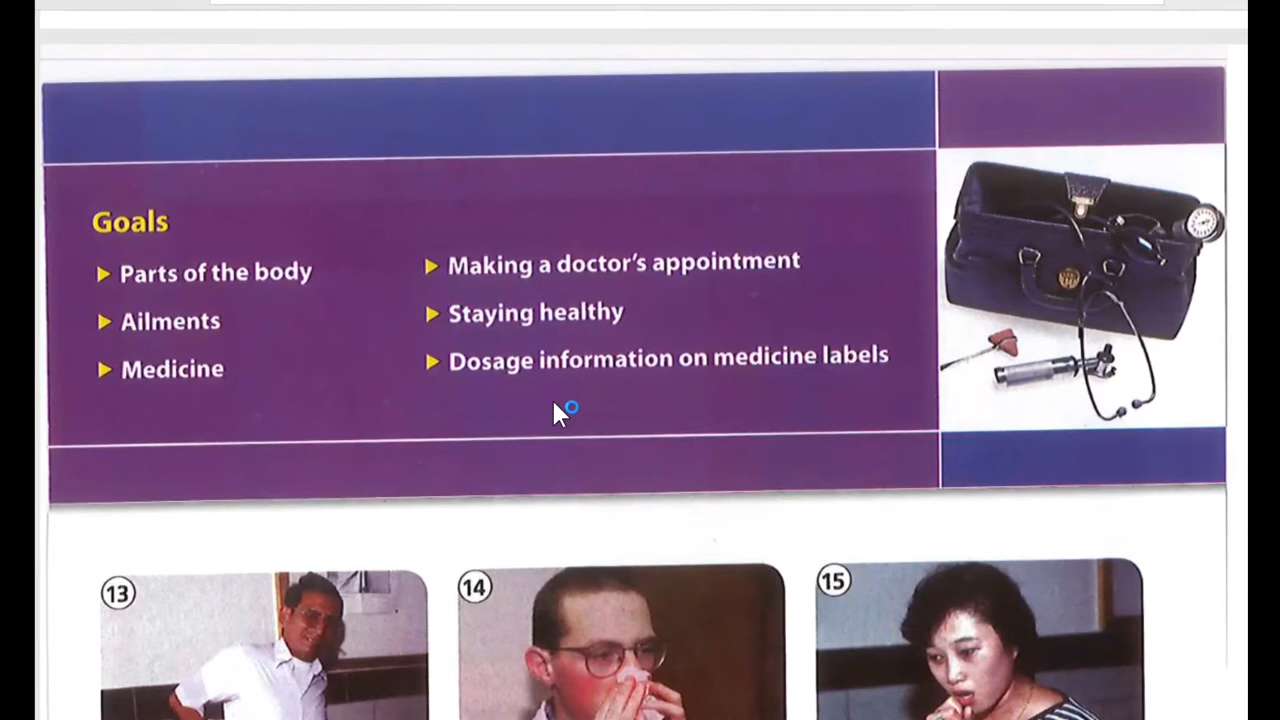 Goals
Parts of the body
Ailments
Medicine
Making a doctor's appointment
Staying healthy
Dosage information on medicine labels
13
14
15